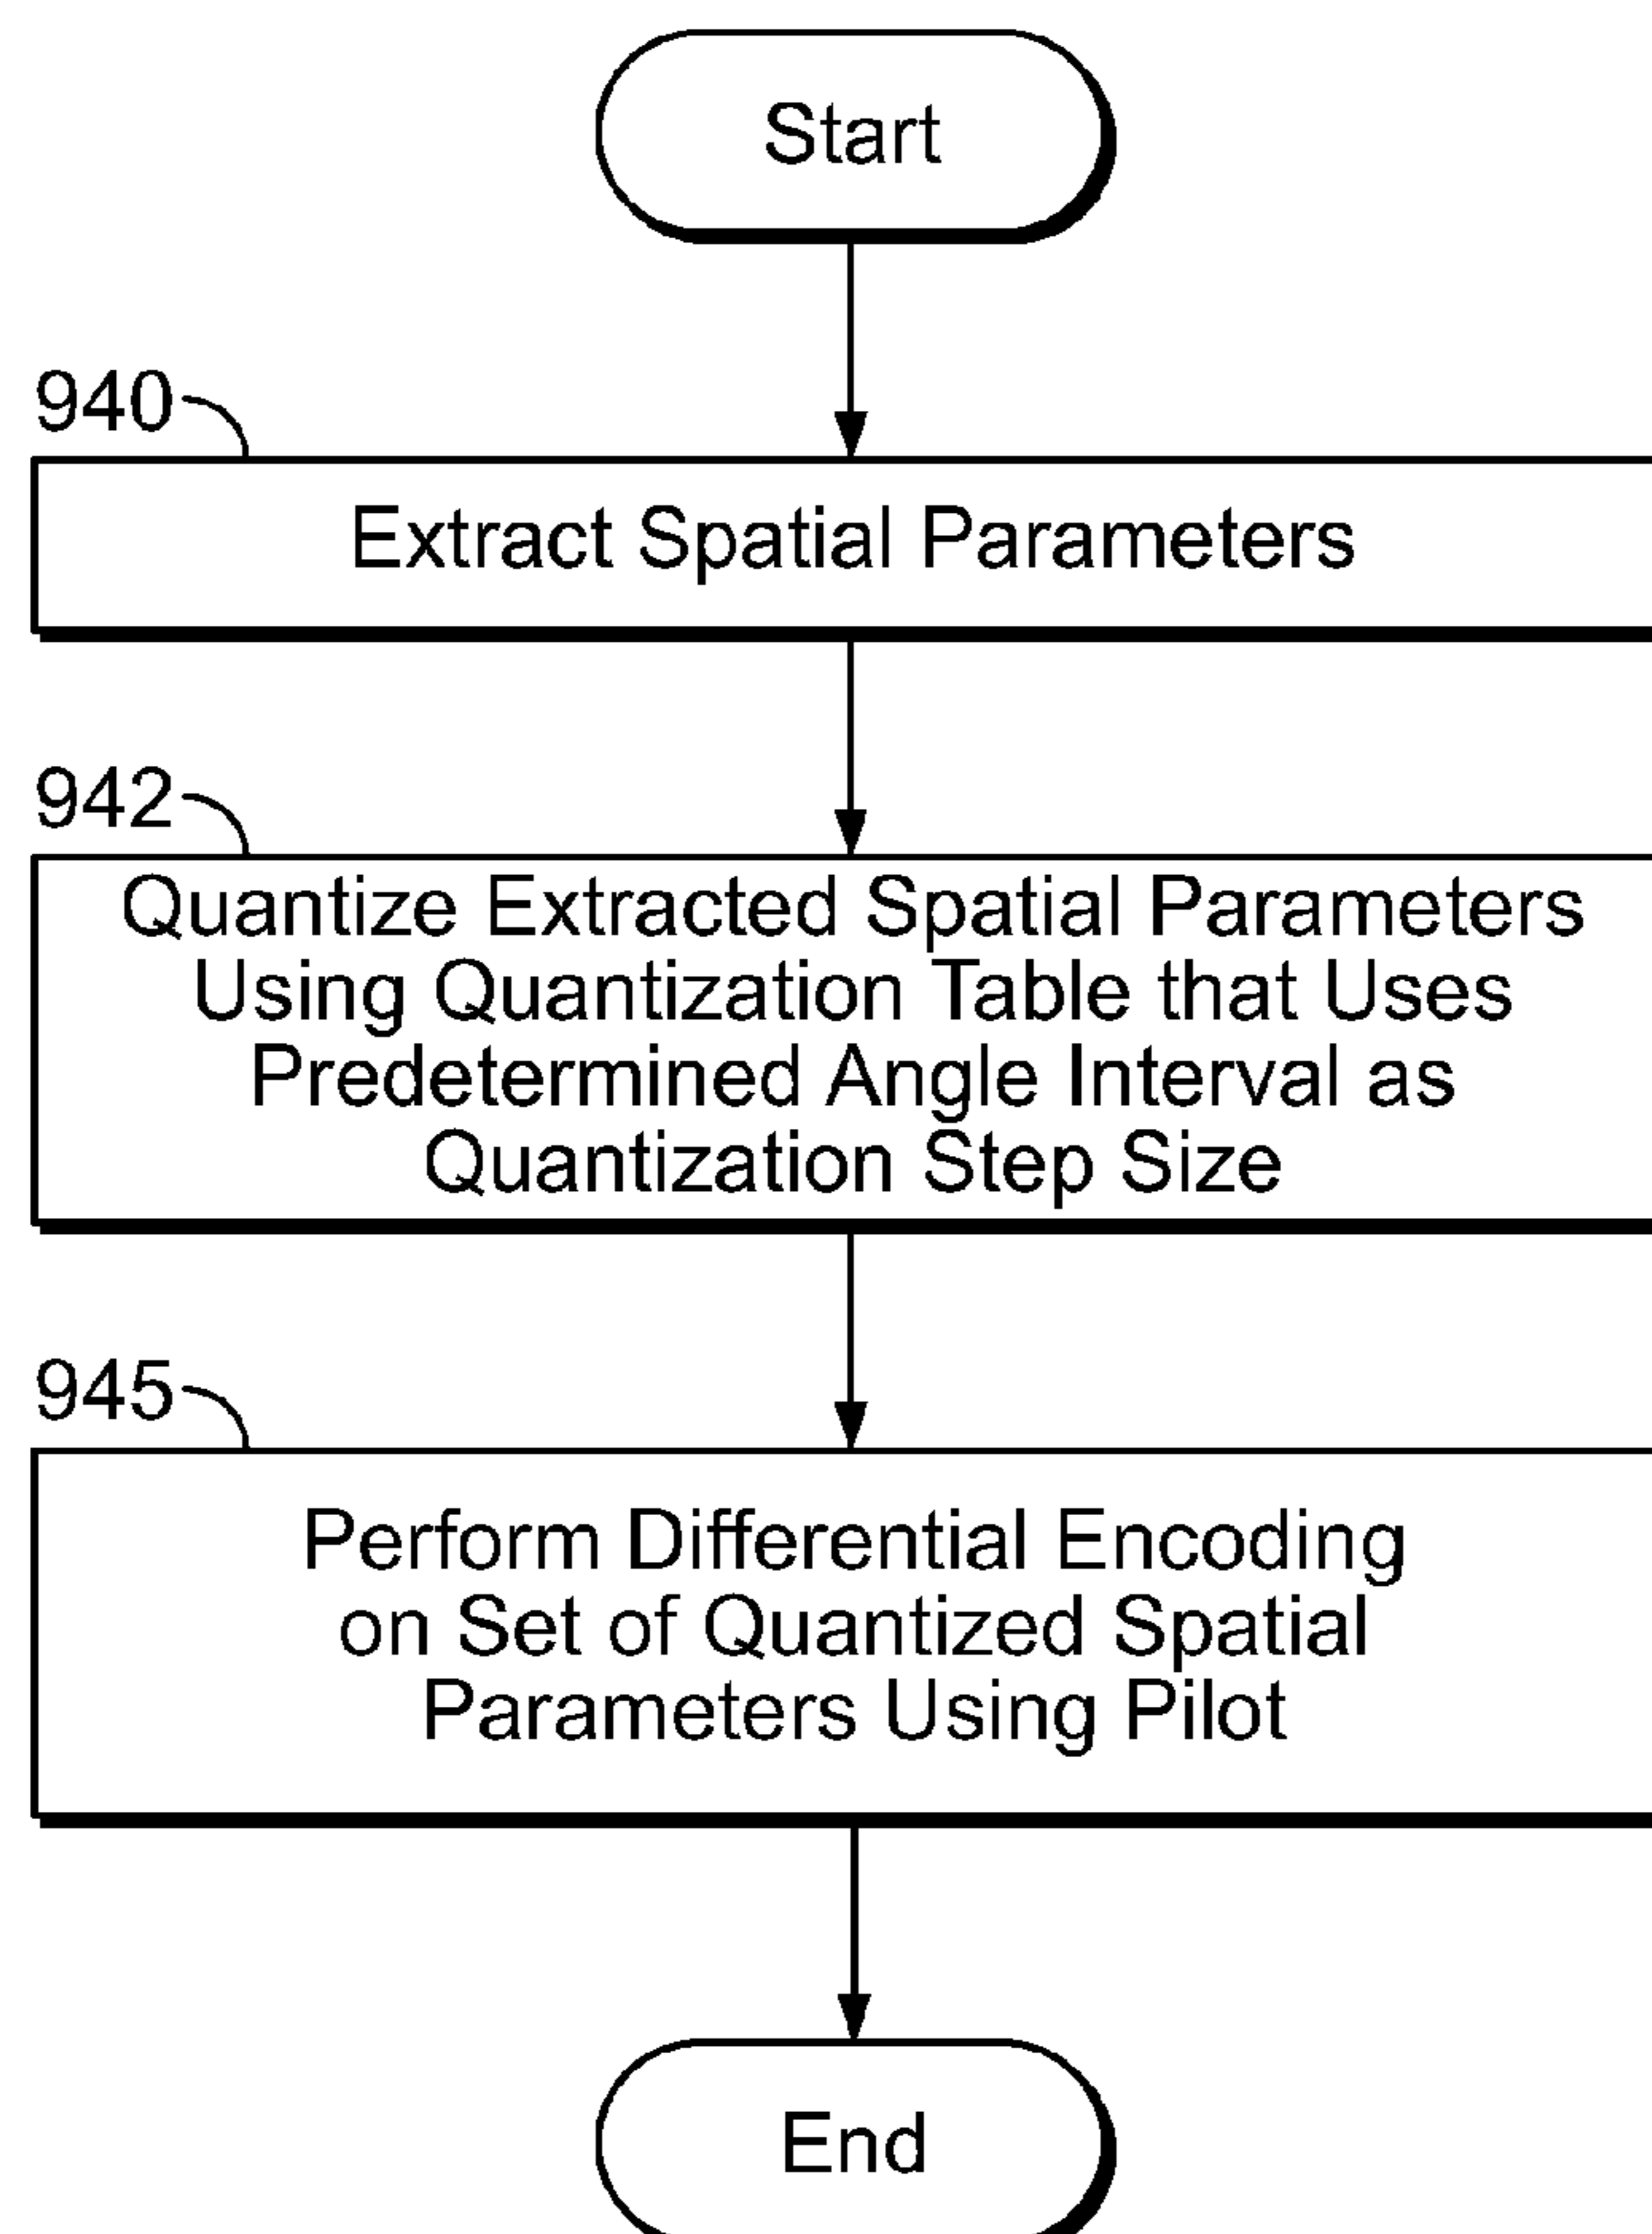 Start
940
Extract Spatial Parameters
942
Quantize Extracted Spatial Parameters
Using Quantization Table that Uses
Predetermined Angle Interval as
Quantization Step Size
945
Perform Differential Encoding
on Set of Quantized Spatial
Parameters Using Pilot
End